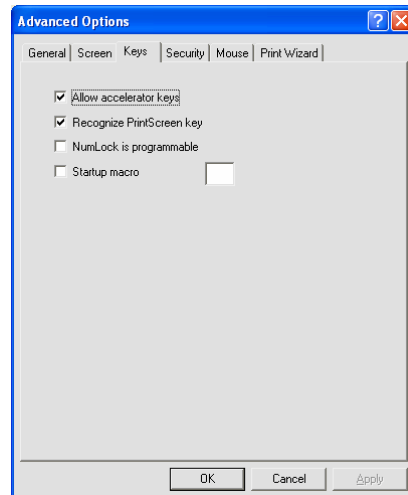 Advanced Options
General Screen Keys Security Mouse Print Wizard
Allow accelerator keys
Recognize PrintScreen key
NumLock is programmable
Startup macro
OK Cancel Apply